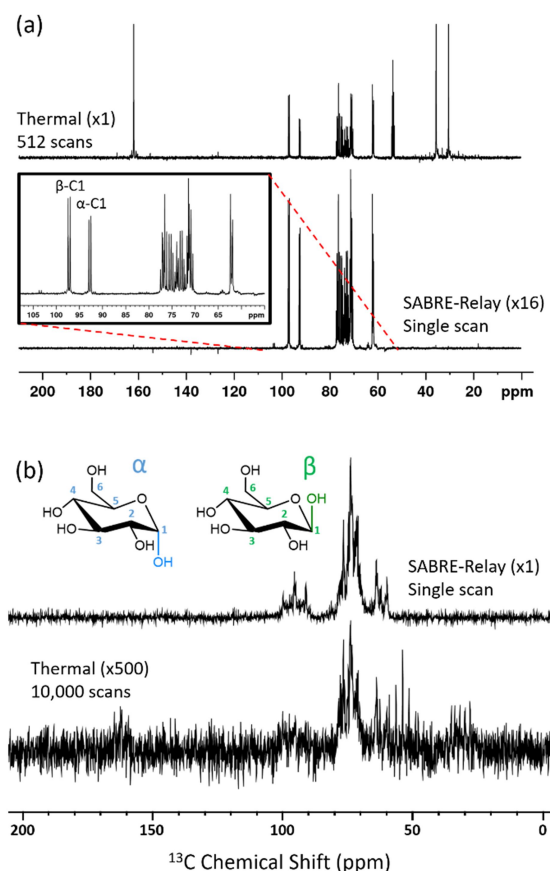 (a)
Thermal (x1)
512 scans
β-C1
α-C1
105 100 95 90 85 80 75 70 65 ppm
SABRE-Relay (x16)
Single scan
200 180 160 140 120 100 80 60 40 20 ppm
(b)
α
β
OH
6
4
5
O
HO
2
1
3
HO
OH
OH
OH
6
4
5
O
OH
HO
2
1
3
HO
OH
SABRE-Relay (x1)
Single scan
Thermal (x500)
10,000 scans
200 150 100 50 0
¹³C Chemical Shift (ppm)